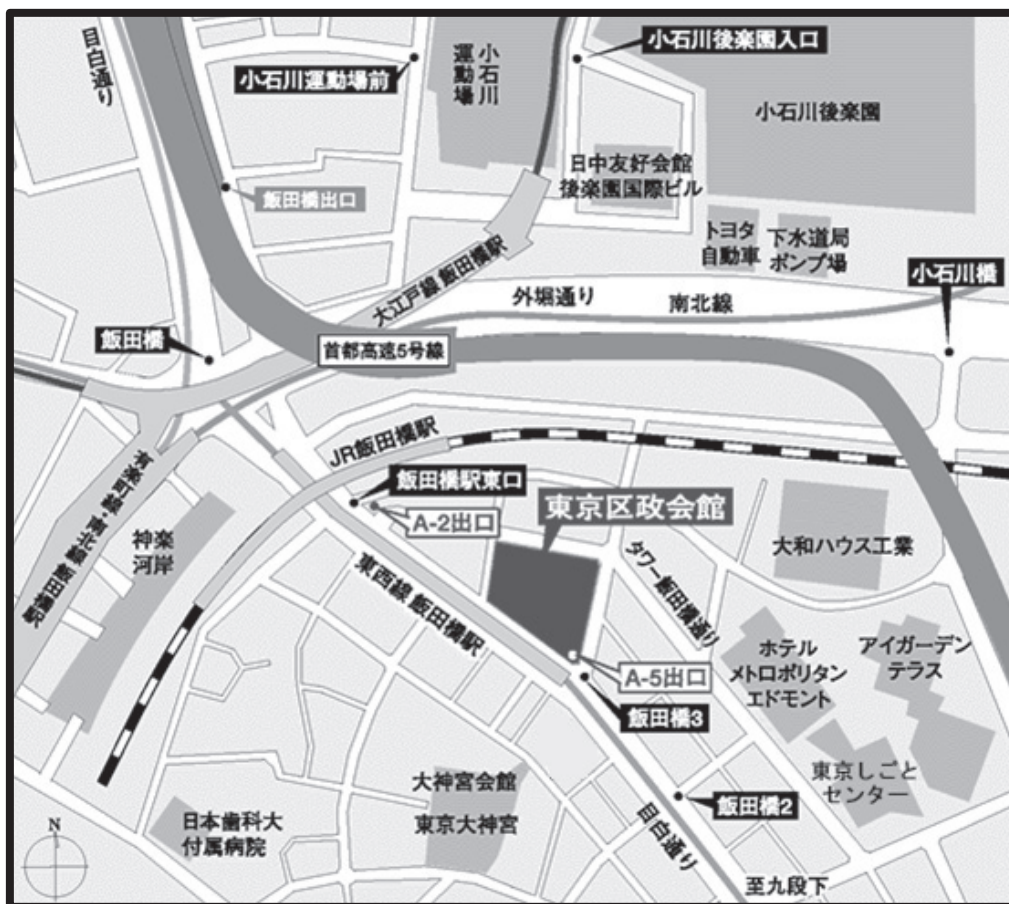 目白通り
小石川運動場前
小石川
運動場
小石川後楽園入口
小石川後楽園
日中友好会館
後楽園国際ビル
飯田橋出口
トヨタ
自動車
下水道局
ポンプ場
小石川橋
大江戸線 飯田橋駅
外堀通り
南北線
飯田橋
首都高速5号線
JR飯田橋駅
飯田橋駅東口
A-2出口
東京区政会館
有楽町線・南北線 飯田橋駅
神楽
河岸
東西線 飯田橋駅
タワー飯田橋通り
大和ハウス工業
ホテル
メトロポリタン
エドモント
アイガーデン
テラス
A-5出口
飯田橋3
大神宮会館
東京大神宮
飯田橋2
東京しごと
センター
日本歯科大
付属病院
目白通り
至九段下
N